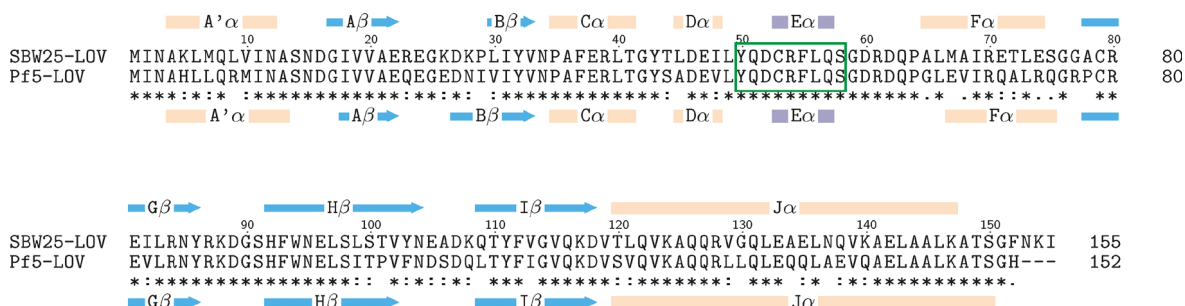 A'α Aβ Bβ Cα Dα Eα Fα
10 20 30 40 50 60 70 80
SBW25-LOV MINAKLMQLVINASNDGIVVAEREGKDKPLIYVNPAFERLTGYTLDEILYQDCRFLQSGDRDQPALMAIRETLESGGACR 80
Pf5-LOV MINAHLLQRMINASNDGIVVAEQEGEDNIVIYVNPAFERLTGYSADEVLYQDCRFLQSGDRDQPGLEVIRQALRQGRPCR 80
**** *:* :************:**:*: :*************: **:****************.* .**::*..*  **
A'α Aβ Bβ Cα Dα Eα Fα
Gβ Hβ Iβ Jα
90 100 110 120 130 140 150
SBW25-LOV EILRNYRKDGSHFWNELSLSTVYNEADKQTYFVGVQKDVTLQVKAQQRVGQLEAELNQVKAELAALKATSGFNKI 155
Pf5-LOV EVLRNYRKDGSHFWNELSITPVFNDSDQLTYFIGVQKDVSVQVKAQQRLLQLEQQLAEVQAELAALKATSGH--- 152
*:****************:: *:*::*: ***:******::*******: *** :* :*:***********.
Gβ Hβ Iβ Jα